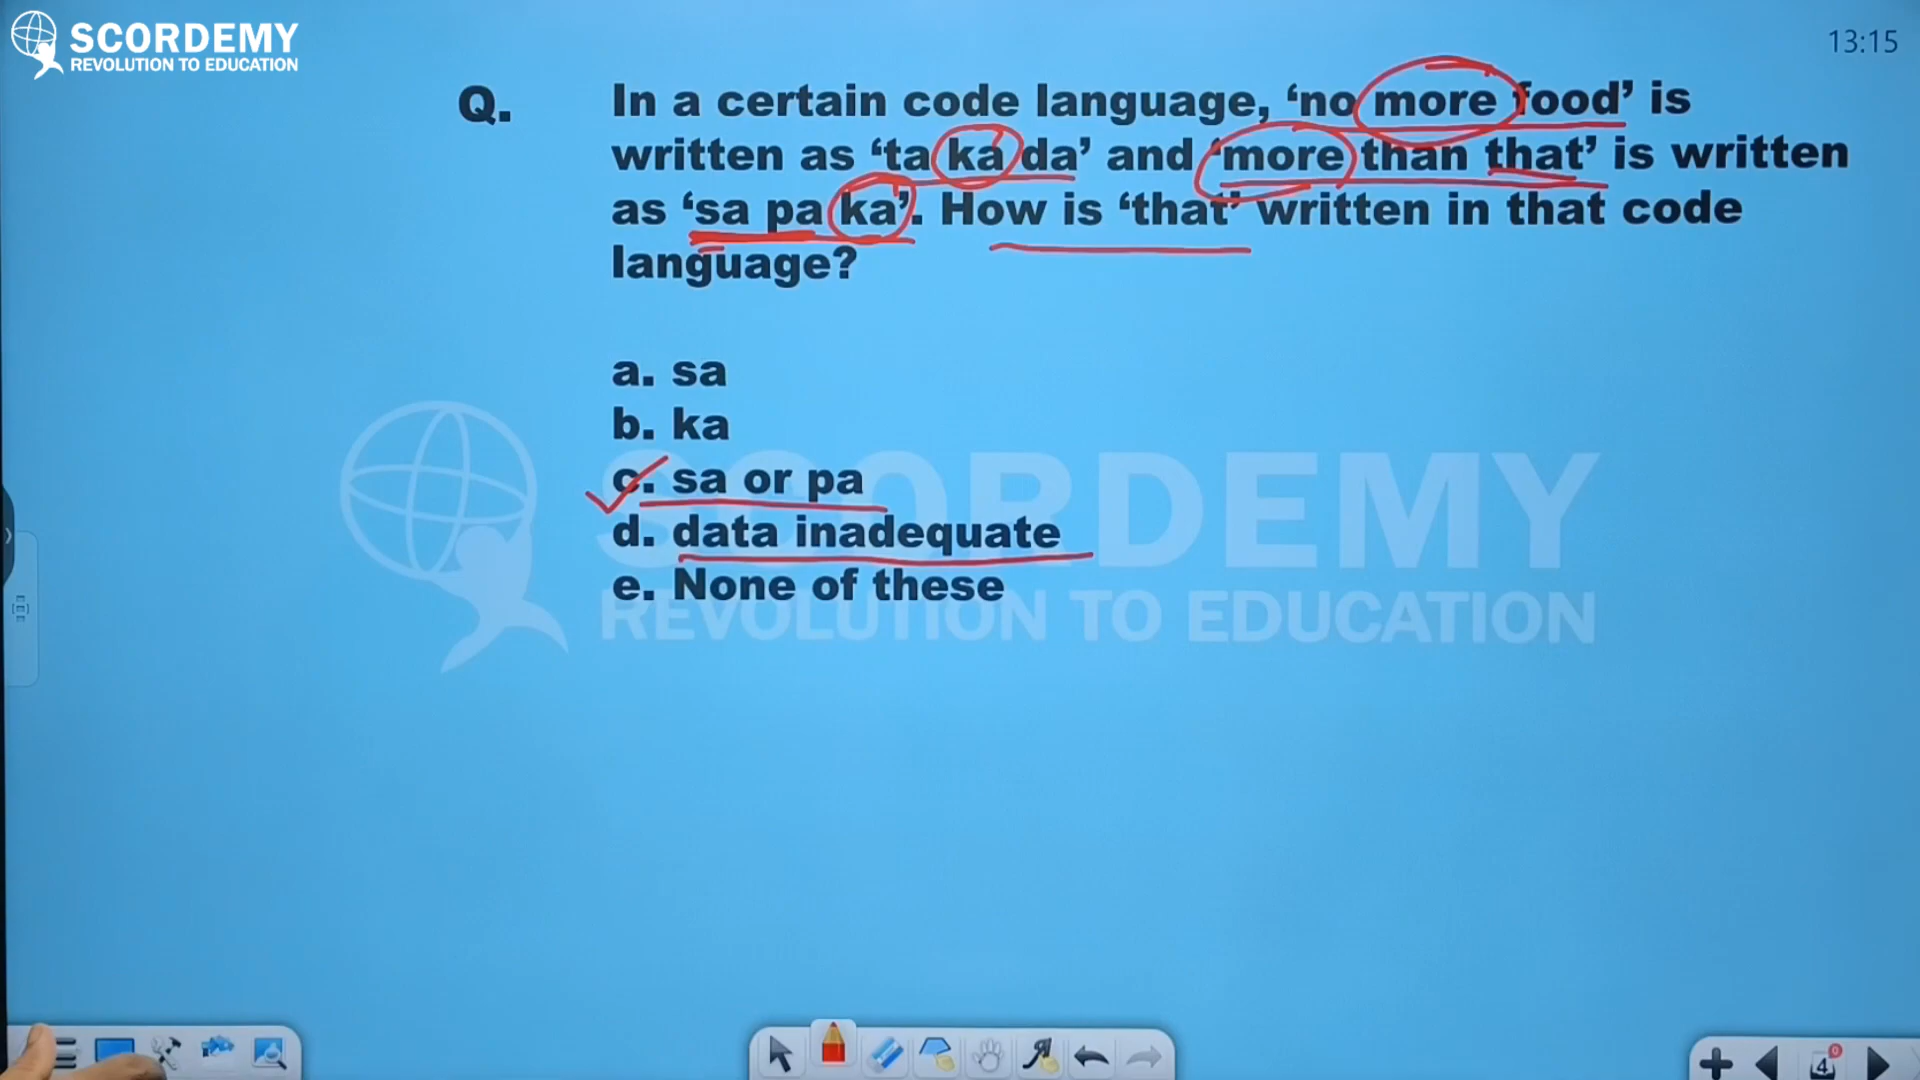 SCORDEMY
REVOLUTION TO EDUCATION
13:15
Q. In a certain code language, ‘no more food’ is
written as ‘ta ka da’ and ‘more than that’ is written
as ‘sa pa ka’. How is ‘that’ written in that code
language?
a. sa
b. ka
c. sa or pa
d. data inadequate
e. None of these
SCORDEMY
REVOLUTION TO EDUCATION
4